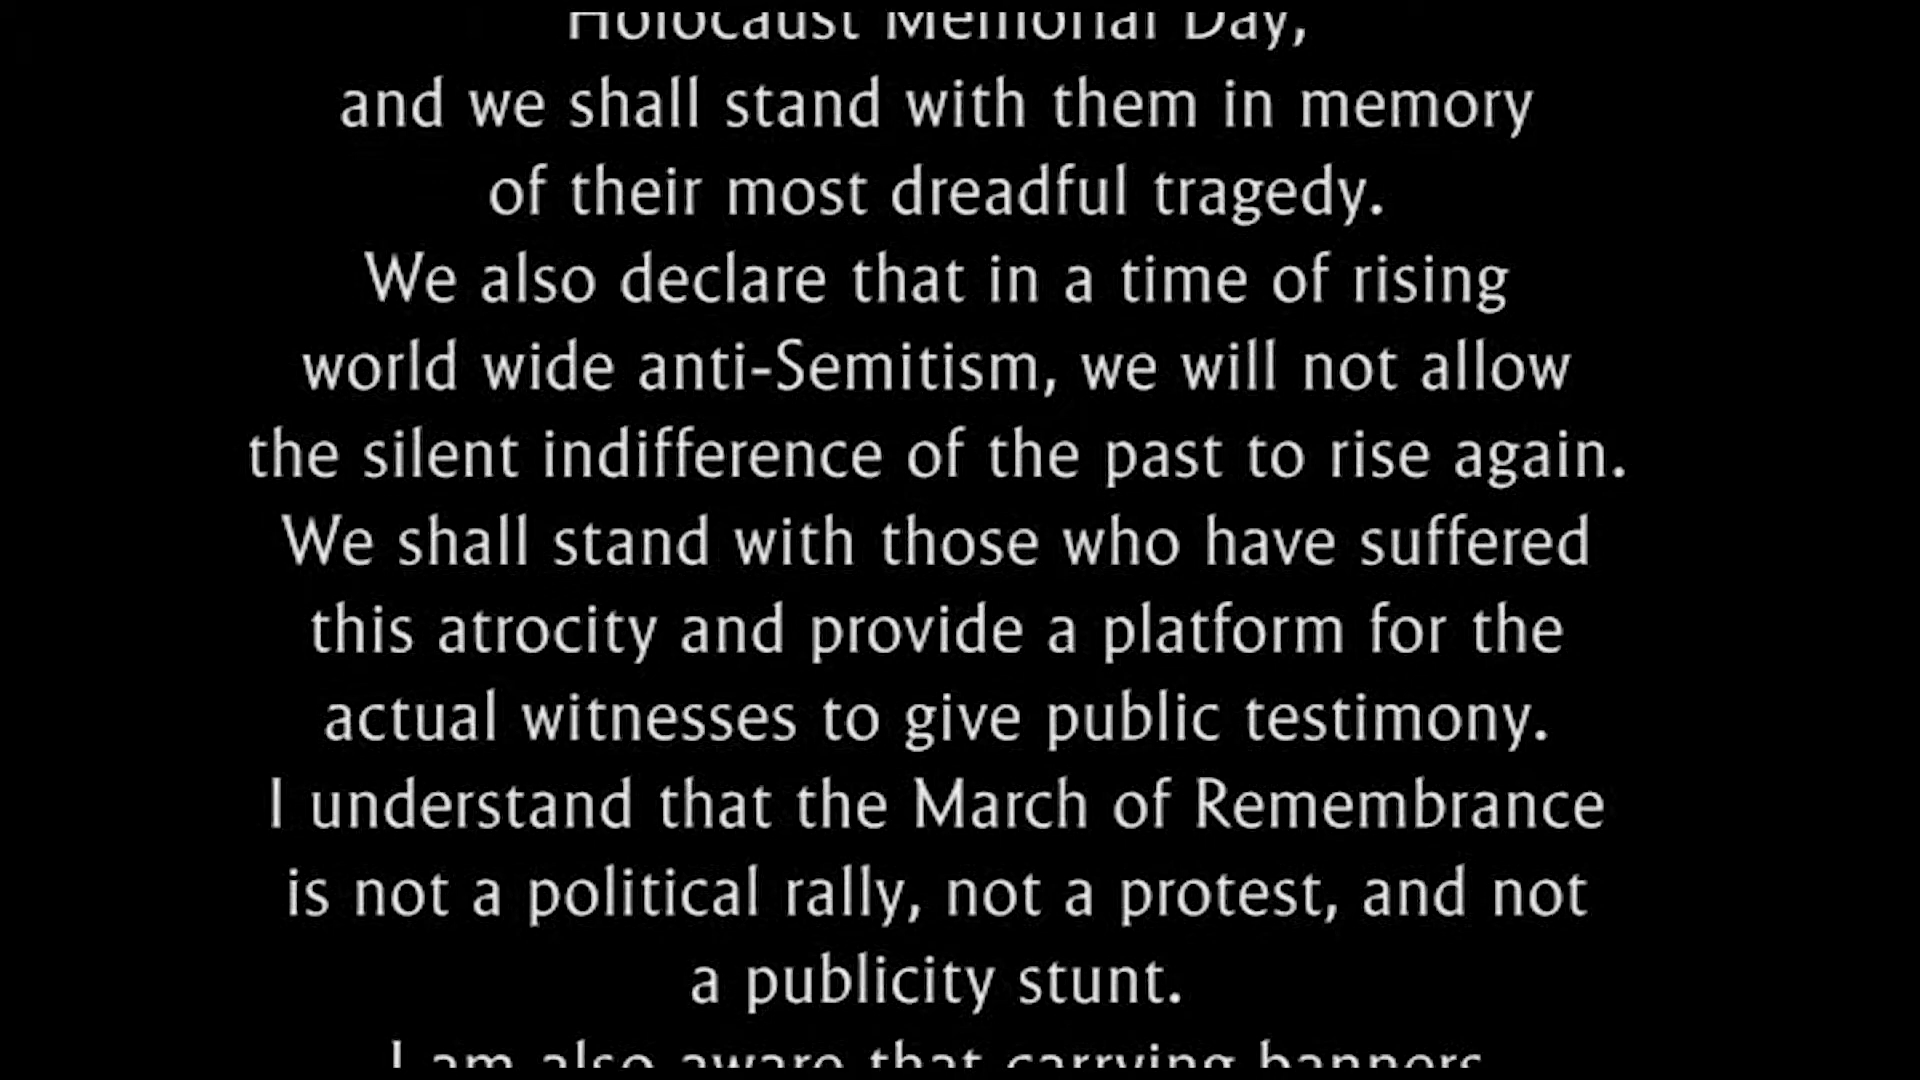 Holocaust Memorial Day,
and we shall stand with them in memory
of their most dreadful tragedy.
We also declare that in a time of rising
world wide anti-Semitism, we will not allow
the silent indifference of the past to rise again.
We shall stand with those who have suffered
this atrocity and provide a platform for the
actual witnesses to give public testimony.
I understand that the March of Remembrance
is not a political rally, not a protest, and not
a publicity stunt.
I am also aware that carrying banners